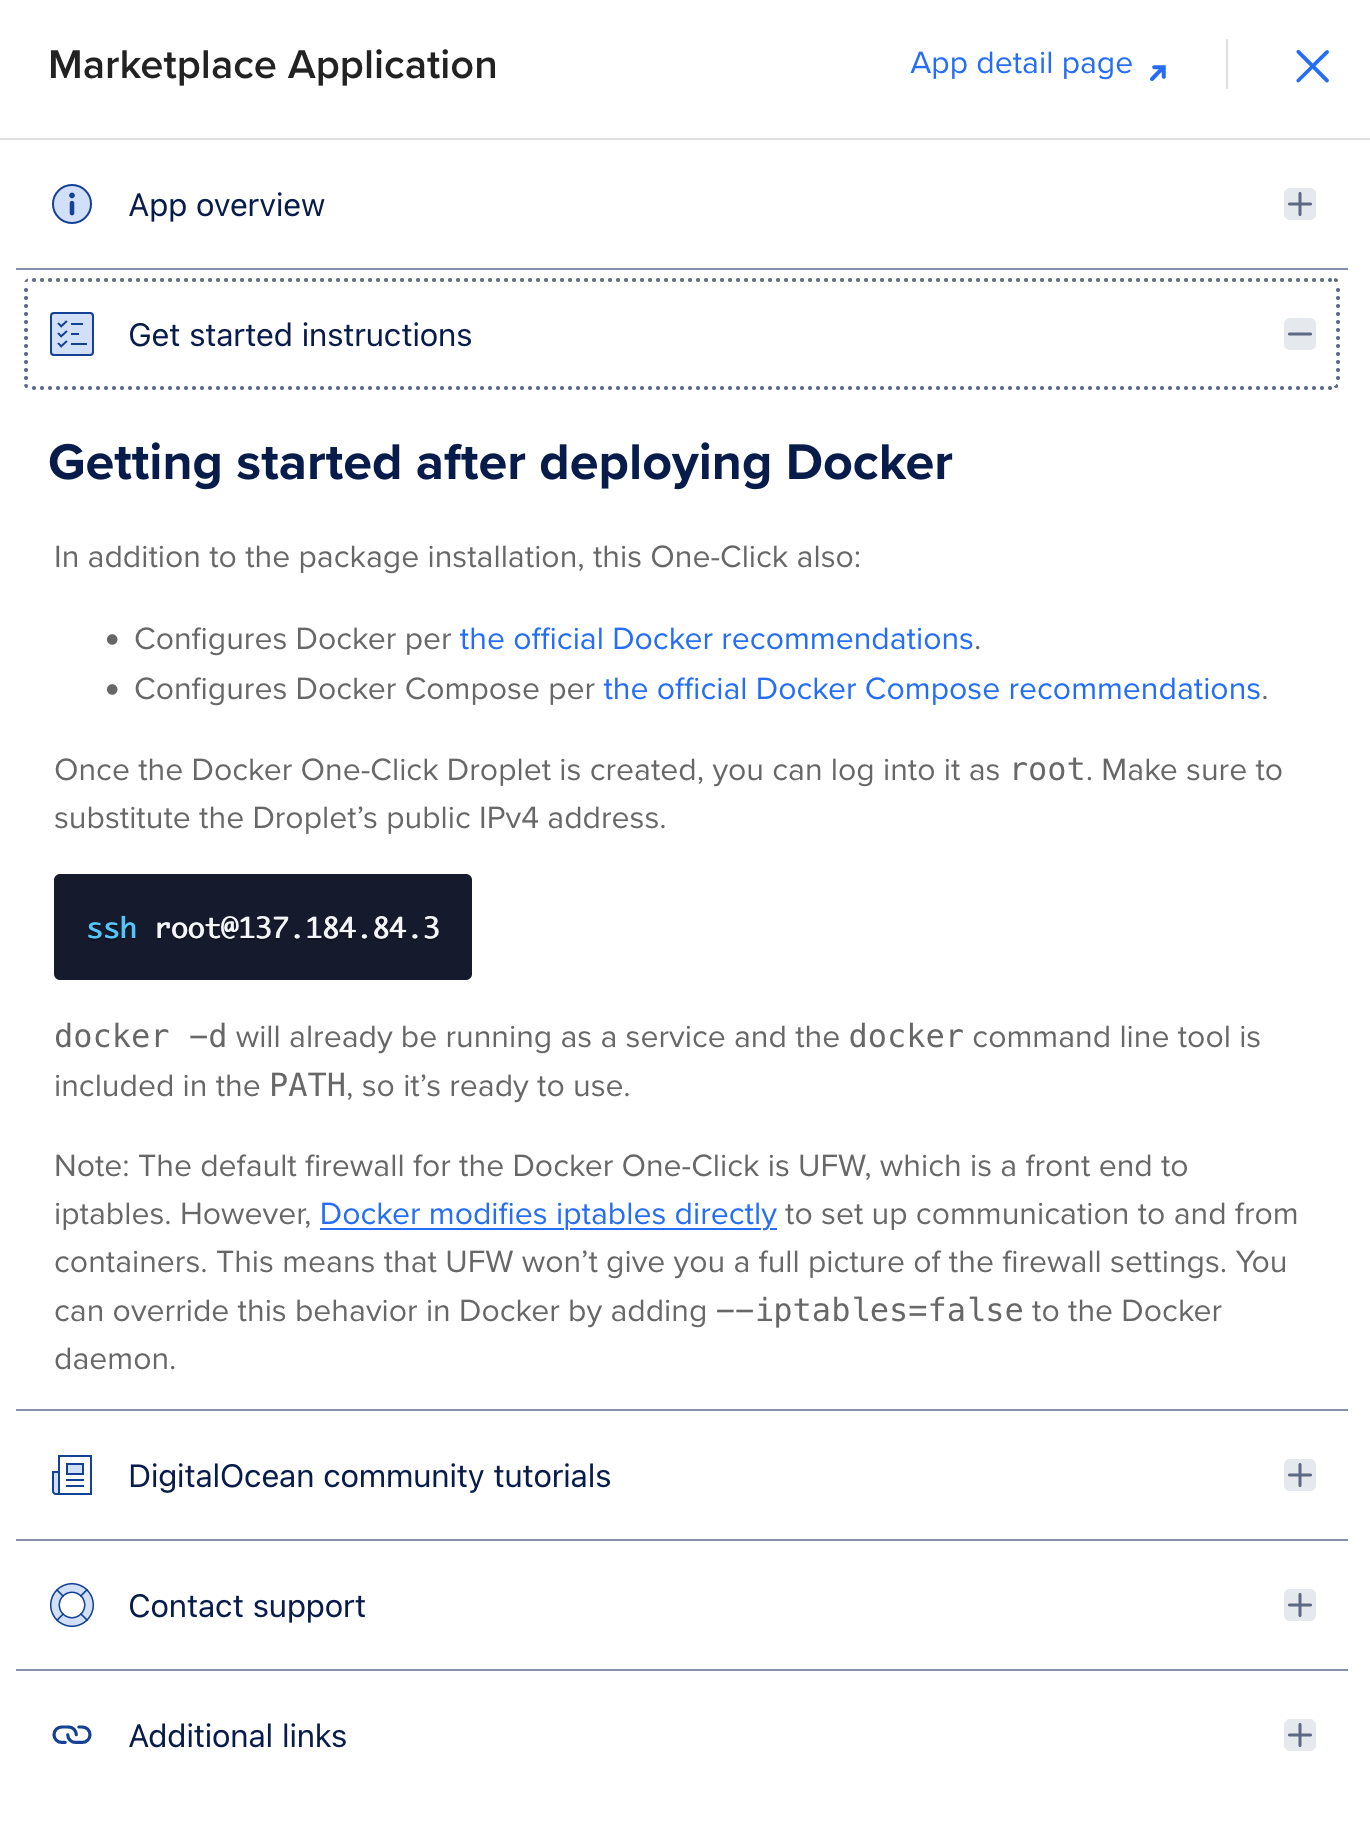 Marketplace Application
App detail page
App overview
Get started instructions
Getting started after deploying Docker
In addition to the package installation, this One-Click also:
Configures Docker per the official Docker recommendations.
Configures Docker Compose per the official Docker Compose recommendations.
Once the Docker One-Click Droplet is created, you can log into it as root. Make sure to
substitute the Droplet’s public IPv4 address.
ssh root@137.184.84.3
docker -d will already be running as a service and the docker command line tool is
included in the PATH, so it’s ready to use.
Note: The default firewall for the Docker One-Click is UFW, which is a front end to
iptables. However, Docker modifies iptables directly to set up communication to and from
containers. This means that UFW won’t give you a full picture of the firewall settings. You
can override this behavior in Docker by adding --iptables=false to the Docker
daemon.
DigitalOcean community tutorials
Contact support
Additional links